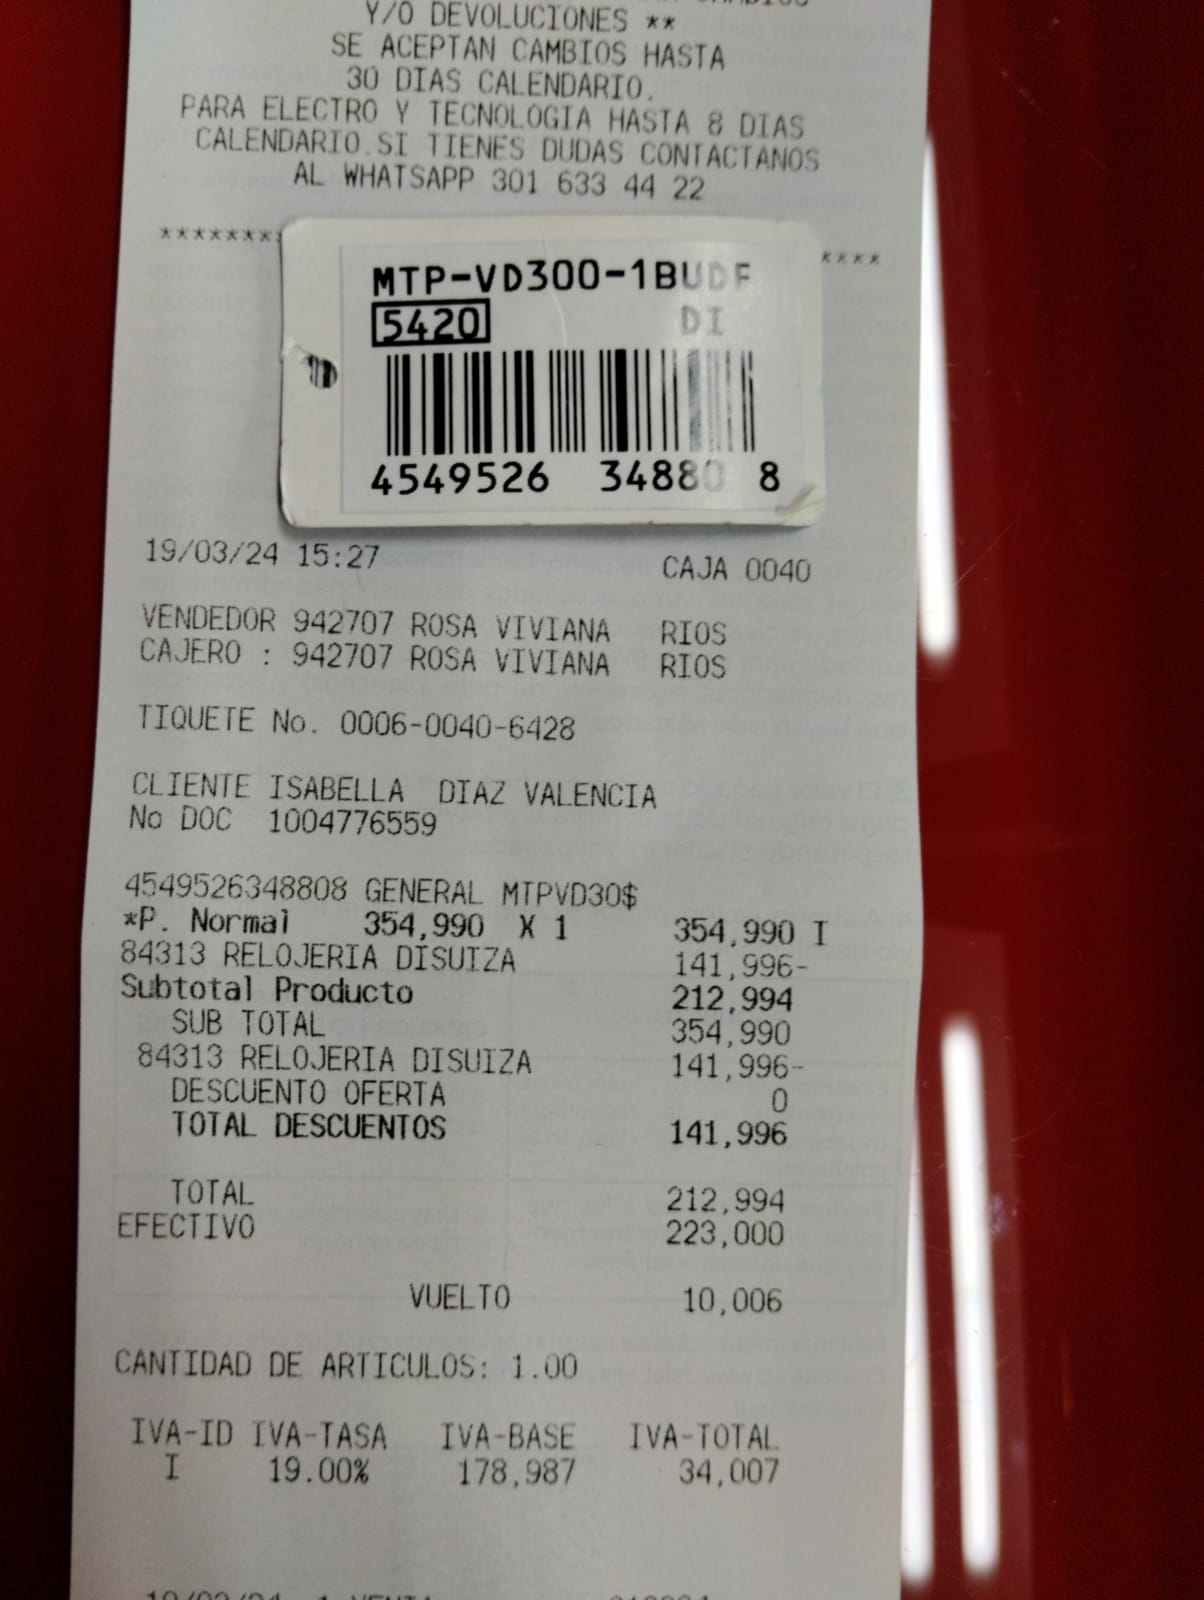 Y/O DEVOLUCIONES **
SE ACEPTAN CAMBIOS HASTA
30 DIAS CALENDARIO.
PARA ELECTRO Y TECNOLOGIA HASTA 8 DIAS
CALENDARIO.SI TIENES DUDAS CONTACTANOS
AL WHATSAPP 301 633 44 22
******** ****
MTP-VD300-1BUDF
5420 DI
4549526 34880 8
19/03/24 15:27 CAJA 0040
VENDEDOR 942707 ROSA VIVIANA RIOS
CAJERO : 942707 ROSA VIVIANA RIOS
TIQUETE No. 0006-0040-6428
CLIENTE ISABELLA DIAZ VALENCIA
No DOC 1004776559
4549526348808 GENERAL MTPVD30$
*P. Normal 354,990 X 1 354,990 I
84313 RELOJERIA DISUIZA 141,996-
Subtotal Producto 212,994
SUB TOTAL 354,990
84313 RELOJERIA DISUIZA 141,996-
DESCUENTO OFERTA 0
TOTAL DESCUENTOS 141,996
TOTAL 212,994
EFECTIVO 223,000
VUELTO 10,006
CANTIDAD DE ARTICULOS: 1.00
IVA-ID IVA-TASA IVA-BASE IVA-TOTAL
I 19.00% 178,987 34,007